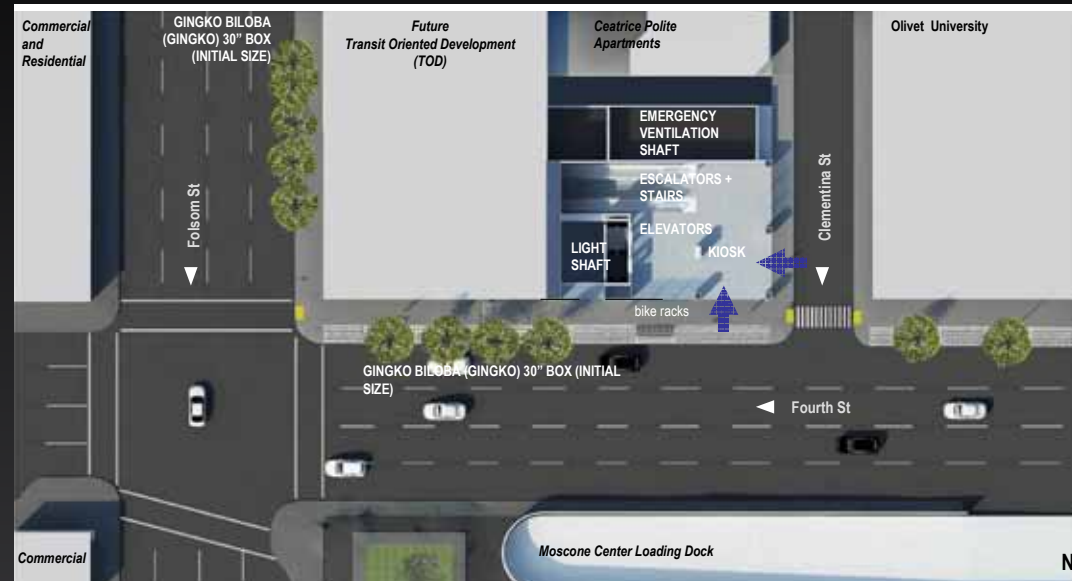 Commercial
and
Residential
GINGKO BILOBA
(GINGKO) 30” BOX
(INITIAL SIZE)
Future
Transit Oriented Development
(TOD)
Ceatrice Polite
Apartments
Olivet University
EMERGENCY
VENTILATION
SHAFT
ESCALATORS +
STAIRS
ELEVATORS
LIGHT
SHAFT
KIOSK
Folsom St
Clementina St
bike racks
GINGKO BILOBA (GINGKO) 30” BOX (INITIAL
SIZE)
Fourth St
Commercial
Moscone Center Loading Dock
N